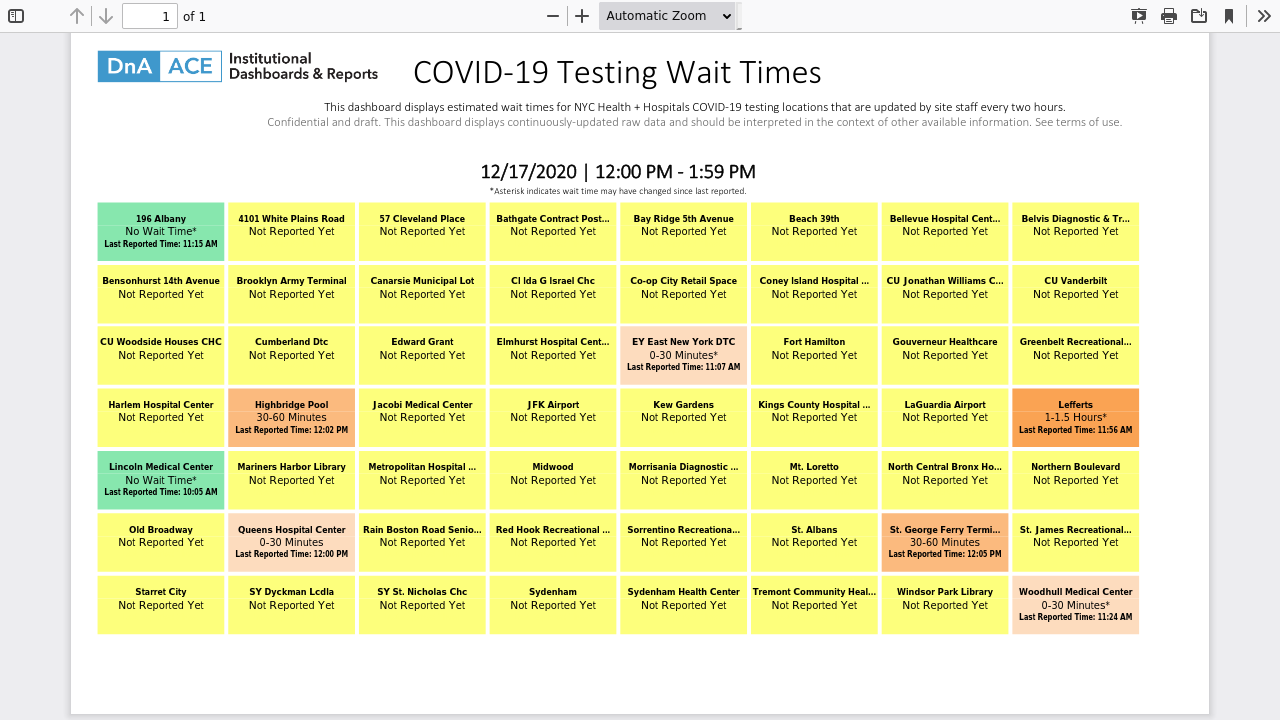 1 of 1 Automatic Zoom
DnA ACE Institutional
Dashboards & Reports
COVID-19 Testing Wait Times
This dashboard displays estimated wait times for NYC Health + Hospitals COVID-19 testing locations that are updated by site staff every two hours.
Confidential and draft. This dashboard displays continuously-updated raw data and should be interpreted in the context of other available information. See terms of use.
12/17/2020 | 12:00 PM - 1:59 PM
*Asterisk indicates wait time may have changed since last reported.
196 Albany
No Wait Time*
Last Reported Time: 11:15 AM
4101 White Plains Road
Not Reported Yet
57 Cleveland Place
Not Reported Yet
Bathgate Contract Post...
Not Reported Yet
Bay Ridge 5th Avenue
Not Reported Yet
Beach 39th
Not Reported Yet
Bellevue Hospital Cent...
Not Reported Yet
Belvis Diagnostic & Tr...
Not Reported Yet
Bensonhurst 14th Avenue
Not Reported Yet
Brooklyn Army Terminal
Not Reported Yet
Canarsie Municipal Lot
Not Reported Yet
CI Ida G Israel Chc
Not Reported Yet
Co-op City Retail Space
Not Reported Yet
Coney Island Hospital ...
Not Reported Yet
CU Jonathan Williams C...
Not Reported Yet
CU Vanderbilt
Not Reported Yet
CU Woodside Houses CHC
Not Reported Yet
Cumberland Dtc
Not Reported Yet
Edward Grant
Not Reported Yet
Elmhurst Hospital Cent...
Not Reported Yet
EY East New York DTC
0-30 Minutes*
Last Reported Time: 11:07 AM
Fort Hamilton
Not Reported Yet
Gouverneur Healthcare
Not Reported Yet
Greenbelt Recreational...
Not Reported Yet
Harlem Hospital Center
Not Reported Yet
Highbridge Pool
30-60 Minutes
Last Reported Time: 12:02 PM
Jacobi Medical Center
Not Reported Yet
JFK Airport
Not Reported Yet
Kew Gardens
Not Reported Yet
Kings County Hospital ...
Not Reported Yet
LaGuardia Airport
Not Reported Yet
Lefferts
1-1.5 Hours*
Last Reported Time: 11:56 AM
Lincoln Medical Center
No Wait Time*
Last Reported Time: 10:05 AM
Mariners Harbor Library
Not Reported Yet
Metropolitan Hospital ...
Not Reported Yet
Midwood
Not Reported Yet
Morrisania Diagnostic ...
Not Reported Yet
Mt. Loretto
Not Reported Yet
North Central Bronx Ho...
Not Reported Yet
Northern Boulevard
Not Reported Yet
Old Broadway
Not Reported Yet
Queens Hospital Center
0-30 Minutes
Last Reported Time: 12:00 PM
Rain Boston Road Senio...
Not Reported Yet
Red Hook Recreational ...
Not Reported Yet
Sorrentino Recreationa...
Not Reported Yet
St. Albans
Not Reported Yet
St. George Ferry Termi...
30-60 Minutes
Last Reported Time: 12:05 PM
St. James Recreational...
Not Reported Yet
Starret City
Not Reported Yet
SY Dyckman Lcdla
Not Reported Yet
SY St. Nicholas Chc
Not Reported Yet
Sydenham
Not Reported Yet
Sydenham Health Center
Not Reported Yet
Tremont Community Heal...
Not Reported Yet
Windsor Park Library
Not Reported Yet
Woodhull Medical Center
0-30 Minutes*
Last Reported Time: 11:24 AM